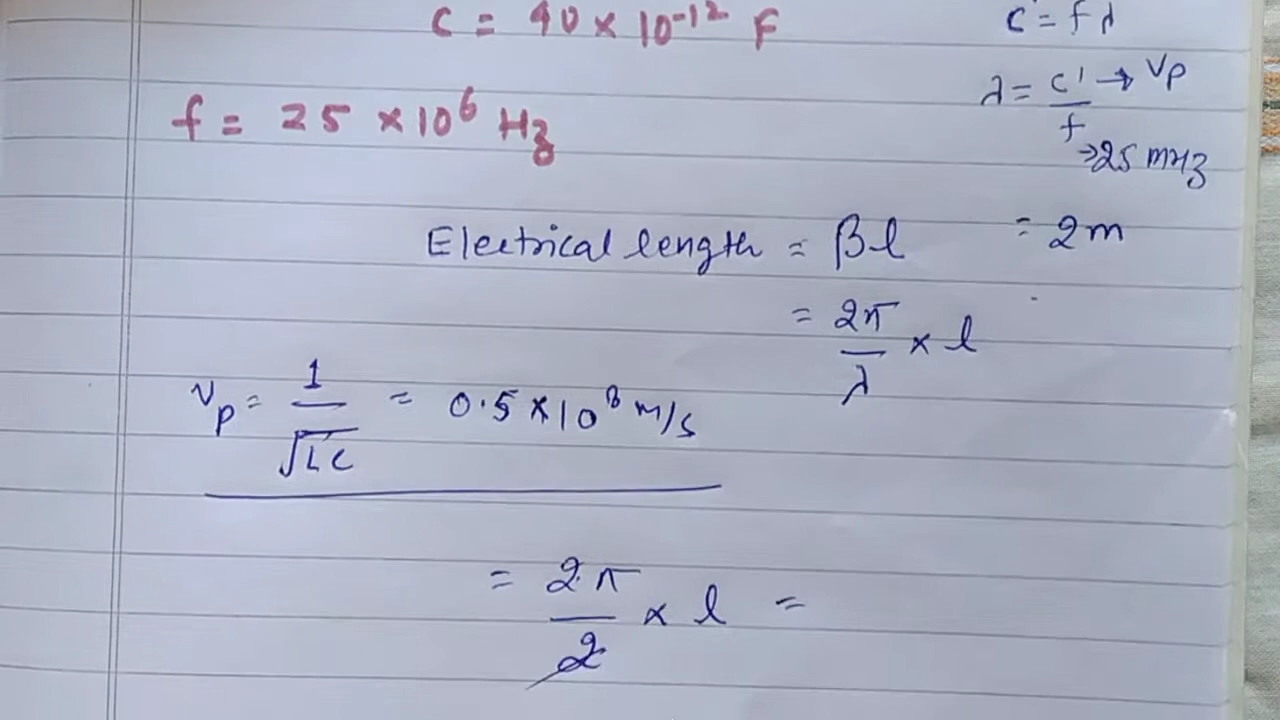 C = 40 × 10⁻¹² F
c' = fλ
λ = c'/f → Vp
→ 25 MHz
f = 25 × 10⁶ Hz
= 2m
Electrical length = βl
= 2π/λ × l
vp = 1/√LC = 0.5 × 10⁸ m/s
= 2π/2 × l =